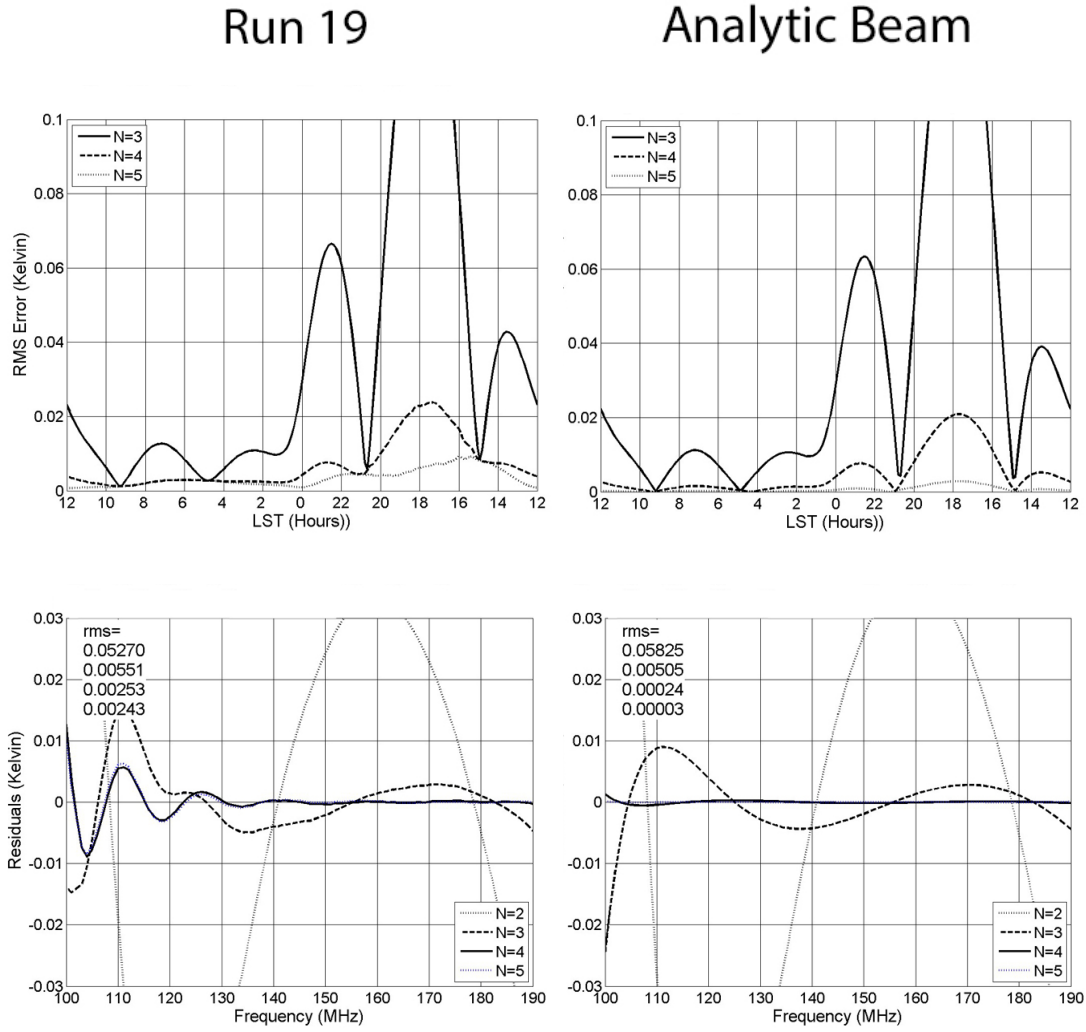 Run 19
Analytic Beam
0.1
0.08
0.06
0.04
0.02
0
RMS Error (Kelvin)
N=3
N=4
N=5
12 10 8 6 4 2 0 22 20 18 16 14 12
LST (Hours))
0.1
0.08
0.06
0.04
0.02
0
N=3
N=4
N=5
12 10 8 6 4 2 0 22 20 18 16 14 12
LST (Hours))
0.03
0.02
0.01
0
-0.01
-0.02
-0.03
Residuals (Kelvin)
rms=
0.05270
0.00551
0.00253
0.00243
N=2
N=3
N=4
N=5
100 110 120 130 140 150 160 170 180 190
Frequency (MHz)
0.03
0.02
0.01
0
-0.01
-0.02
-0.03
rms=
0.05825
0.00505
0.00024
0.00003
N=2
N=3
N=4
N=5
100 110 120 130 140 150 160 170 180 190
Frequency (MHz)